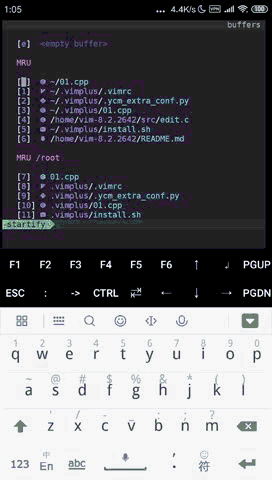 1:05 ... 4.4K/s VPN 100
buffers
[e] <empty buffer>
MRU
[0] ~/01.cpp
[1] ~/.vimplus/.vimrc
[2] ~/.vimplus/.ycm_extra_conf.py
[3] ~/.vimplus/01.cpp
[4] /home/vim-8.2.2642/src/edit.c
[5] ~/.vimplus/install.sh
[6] /home/vim-8.2.2642/README.md
MRU /root
[7] 01.cpp
[8] .vimplus/.vimrc
[9] .vimplus/.ycm_extra_conf.py
[10] .vimplus/01.cpp
[11] .vimplus/install.sh
startify
F1 F2 F3 F4 F5 F6 ↑ ↲ PGUP
ESC : -> CTRL ⇄ ← ↓ → PGDN
1 2 3 4 5 6 7 8 9 0
q w e r t y u i o p
~ @ # $ % & * ( )
a s d f g h j k l
z x c v b n m
中
123 En abc , . 符